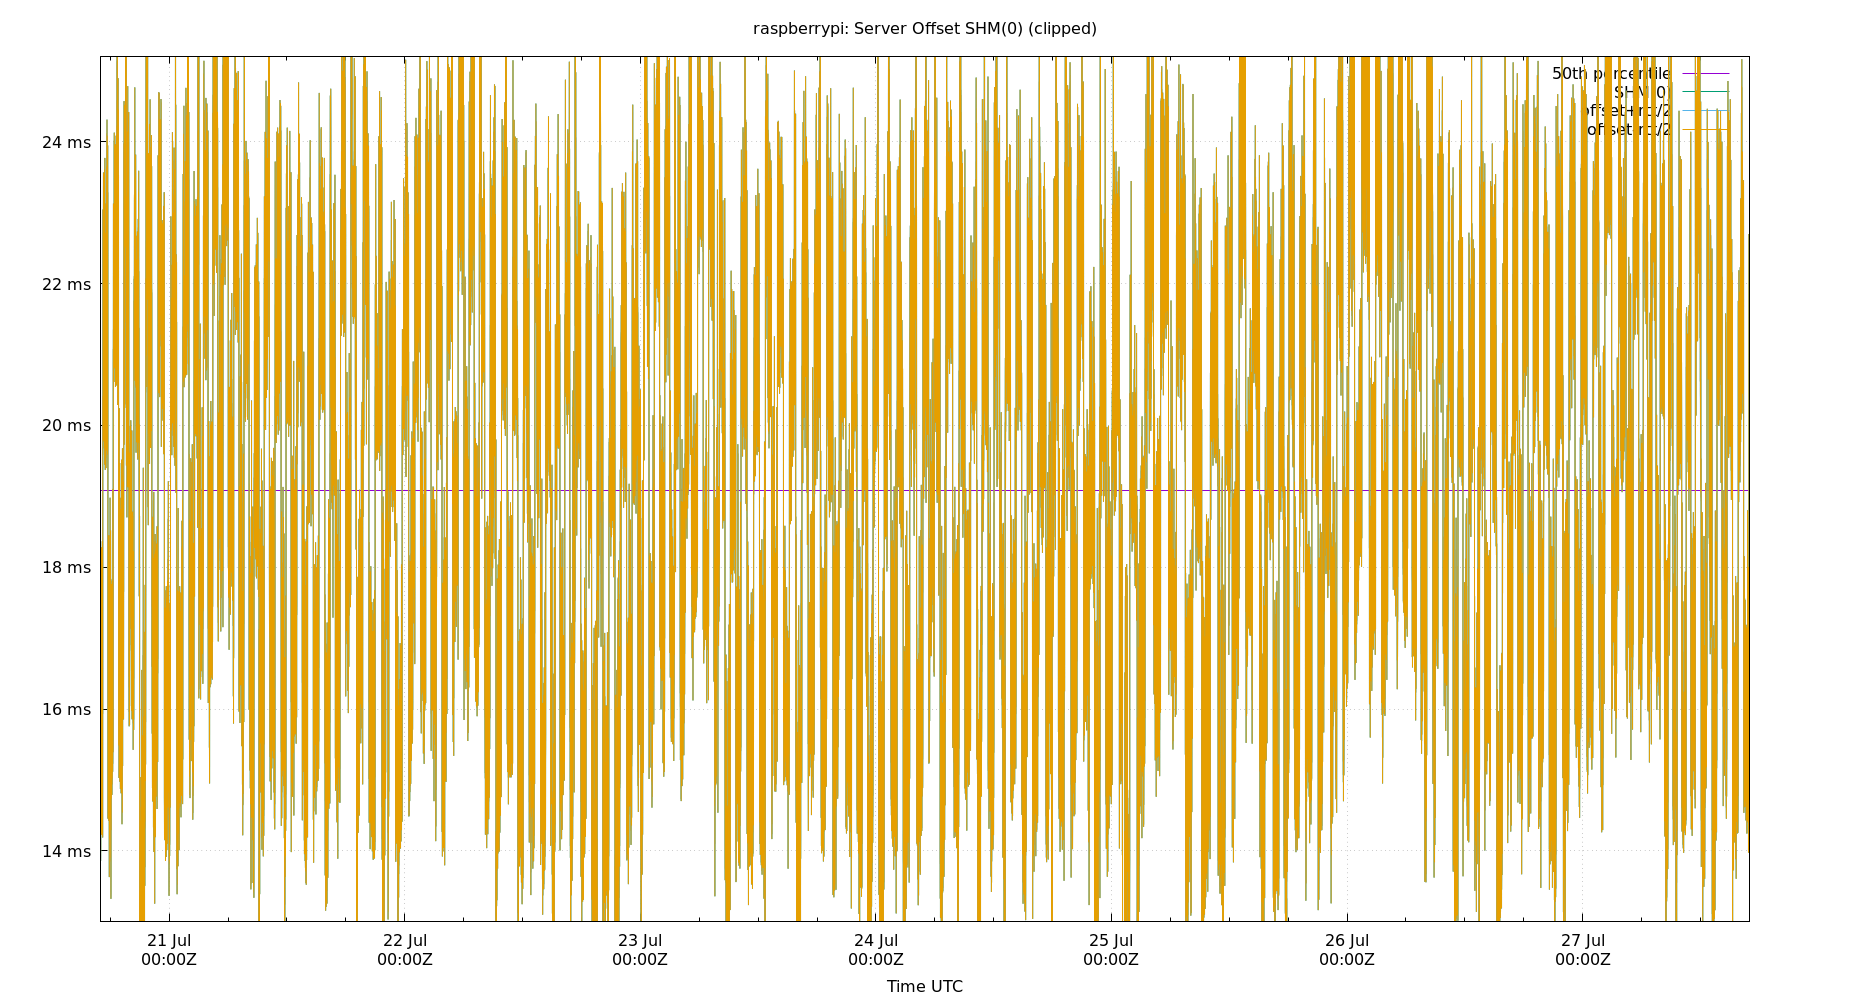 raspberrypi: Server Offset SHM(0) (clipped)
50th percentile
SHM(0)
offset+rtt/2
offset-rtt/2
24 ms
22 ms
20 ms
18 ms
16 ms
14 ms
21 Jul 22 Jul 23 Jul 24 Jul 25 Jul 26 Jul 27 Jul
00:00Z 00:00Z 00:00Z 00:00Z 00:00Z 00:00Z 00:00Z
Time UTC